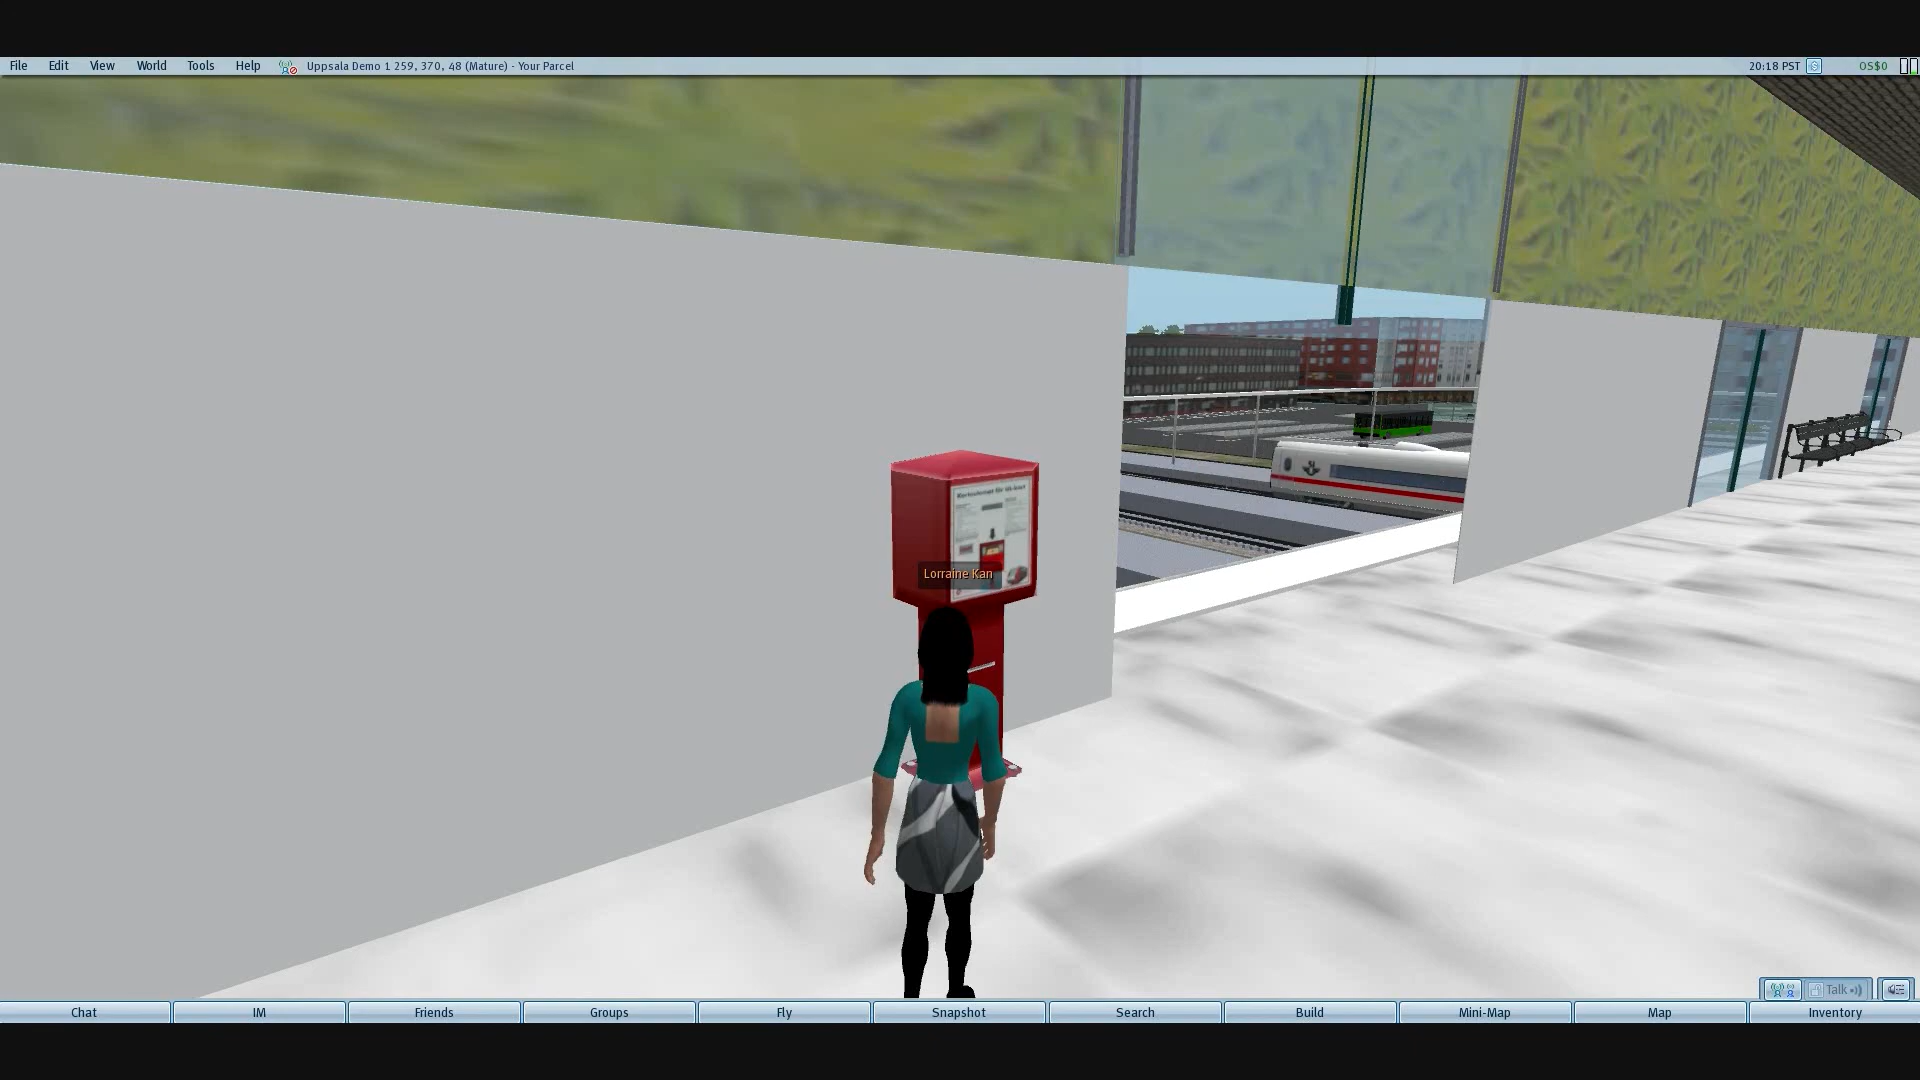 File Edit View World Tools Help Uppsala Demo 1 259, 370, 48 (Mature) - Your Parcel 20:18 PST OS$0
Lorraine Kan
Talk
Chat IM Friends Groups Fly Snapshot Search Build Mini-Map Map Inventory